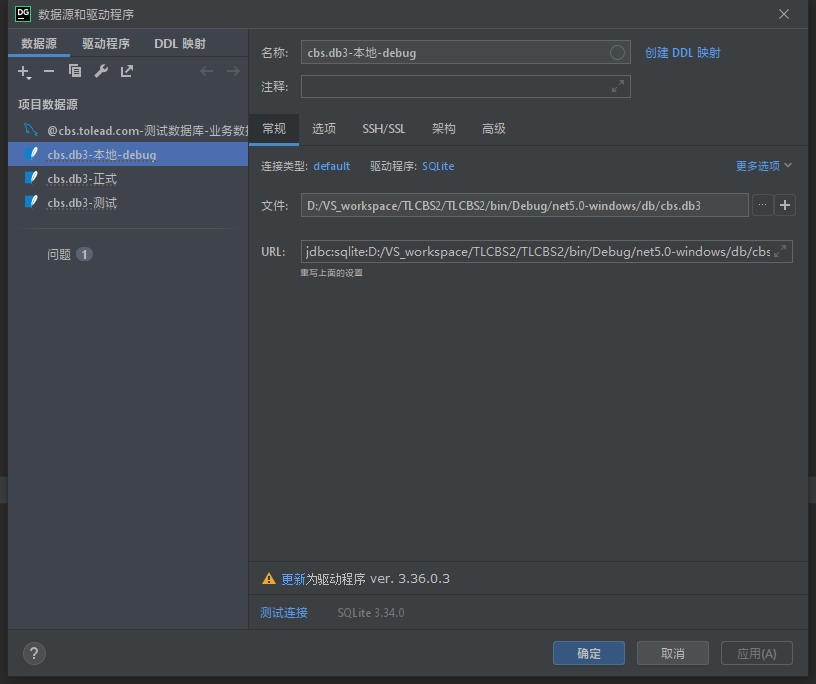 DG 数据源和驱动程序
数据源 驱动程序 DDL 映射
项目数据源
@cbs.tolead.com-测试数据库-业务数据
cbs.db3-本地-debug
cbs.db3-正式
cbs.db3-测试
问题 1
名称: cbs.db3-本地-debug 创建 DDL 映射
注释:
常规 选项 SSH/SSL 架构 高级
连接类型: default 驱动程序: SQLite 更多选项
文件: D:/VS_workspace/TLCBS2/TLCBS2/bin/Debug/net5.0-windows/db/cbs.db3 ...
URL: jdbc:sqlite:D:/VS_workspace/TLCBS2/TLCBS2/bin/Debug/net5.0-windows/db/cbs
重写上面的设置
更新为驱动程序 ver. 3.36.0.3
测试连接 SQLite 3.34.0
? 确定 取消 应用(A)